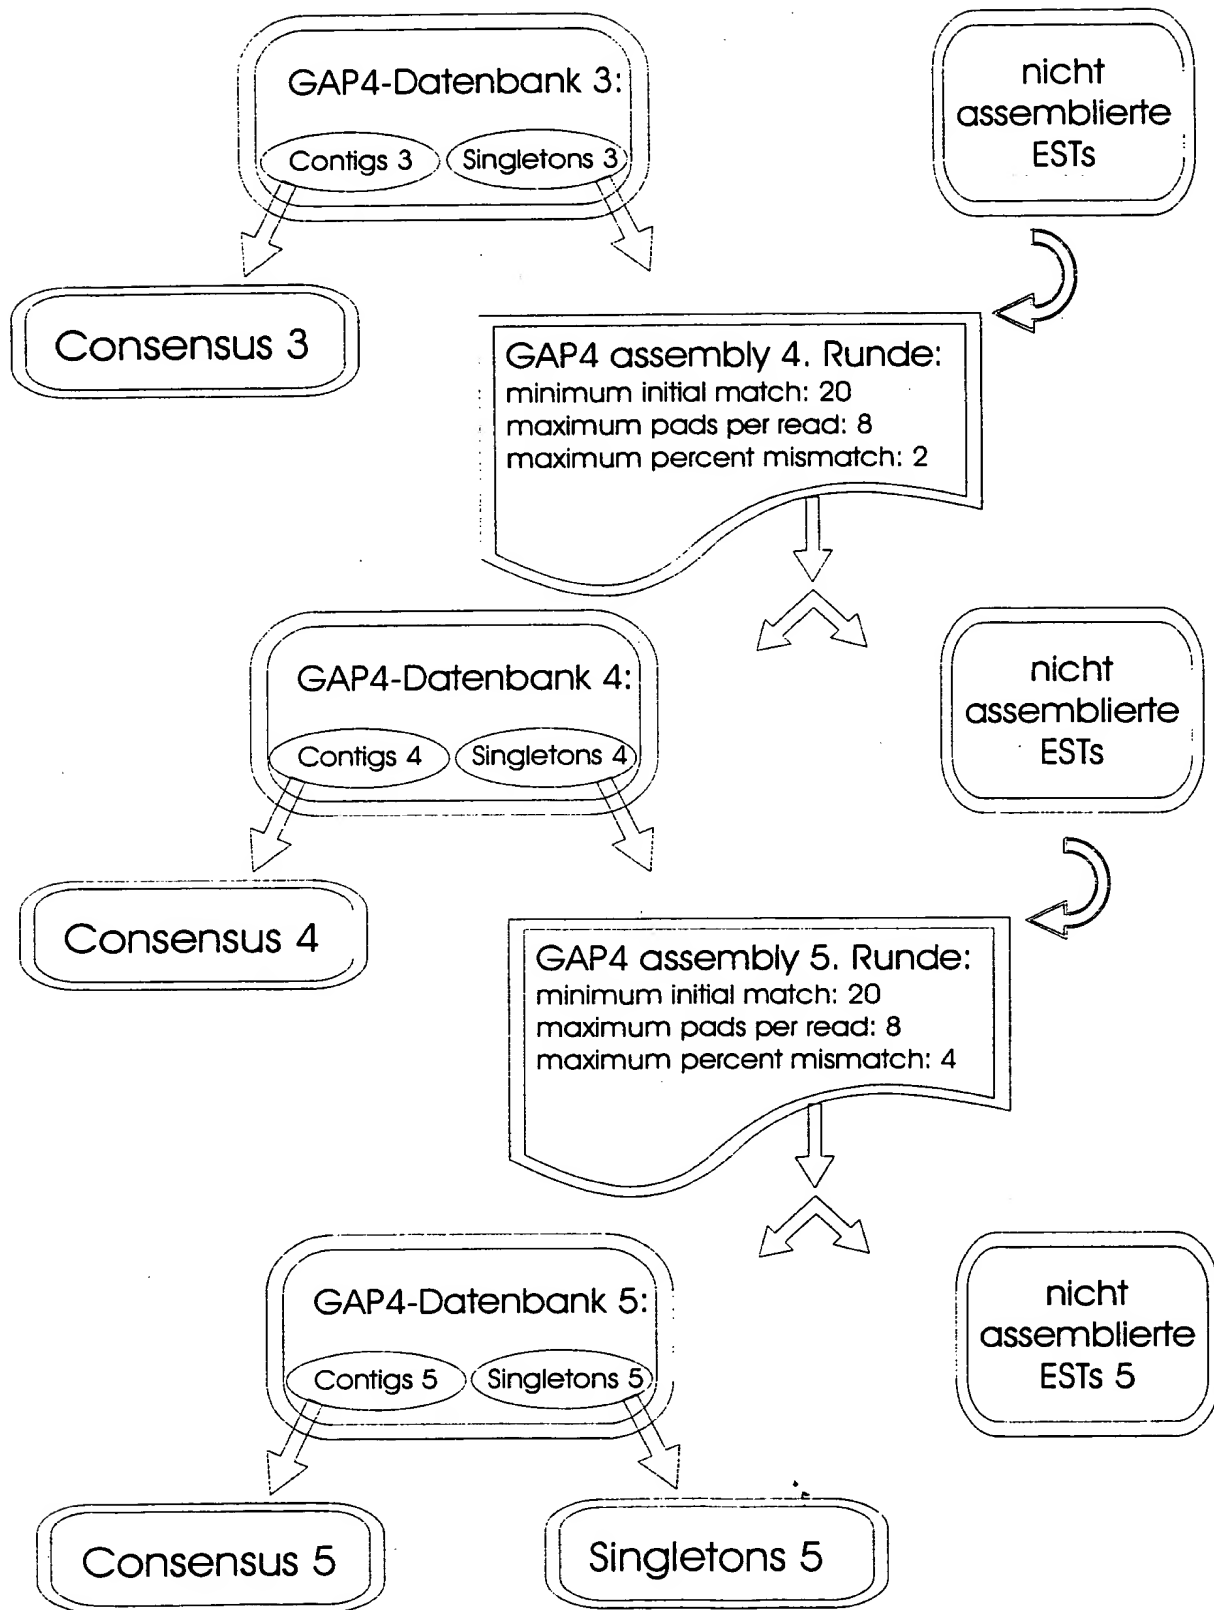 GAP4-Datenbank 3:
Contigs 3
Singletons 3
nicht
assemblierte
ESTs
Consensus 3
GAP4 assembly 4. Runde:
minimum initial match: 20
maximum pads per read: 8
maximum percent mismatch: 2
GAP4-Datenbank 4:
Contigs 4
Singletons 4
nicht
assemblierte
ESTs
Consensus 4
GAP4 assembly 5. Runde:
minimum initial match: 20
maximum pads per read: 8
maximum percent mismatch: 4
GAP4-Datenbank 5:
Contigs 5
Singletons 5
nicht
assemblierte
ESTs 5
Consensus 5
Singletons 5